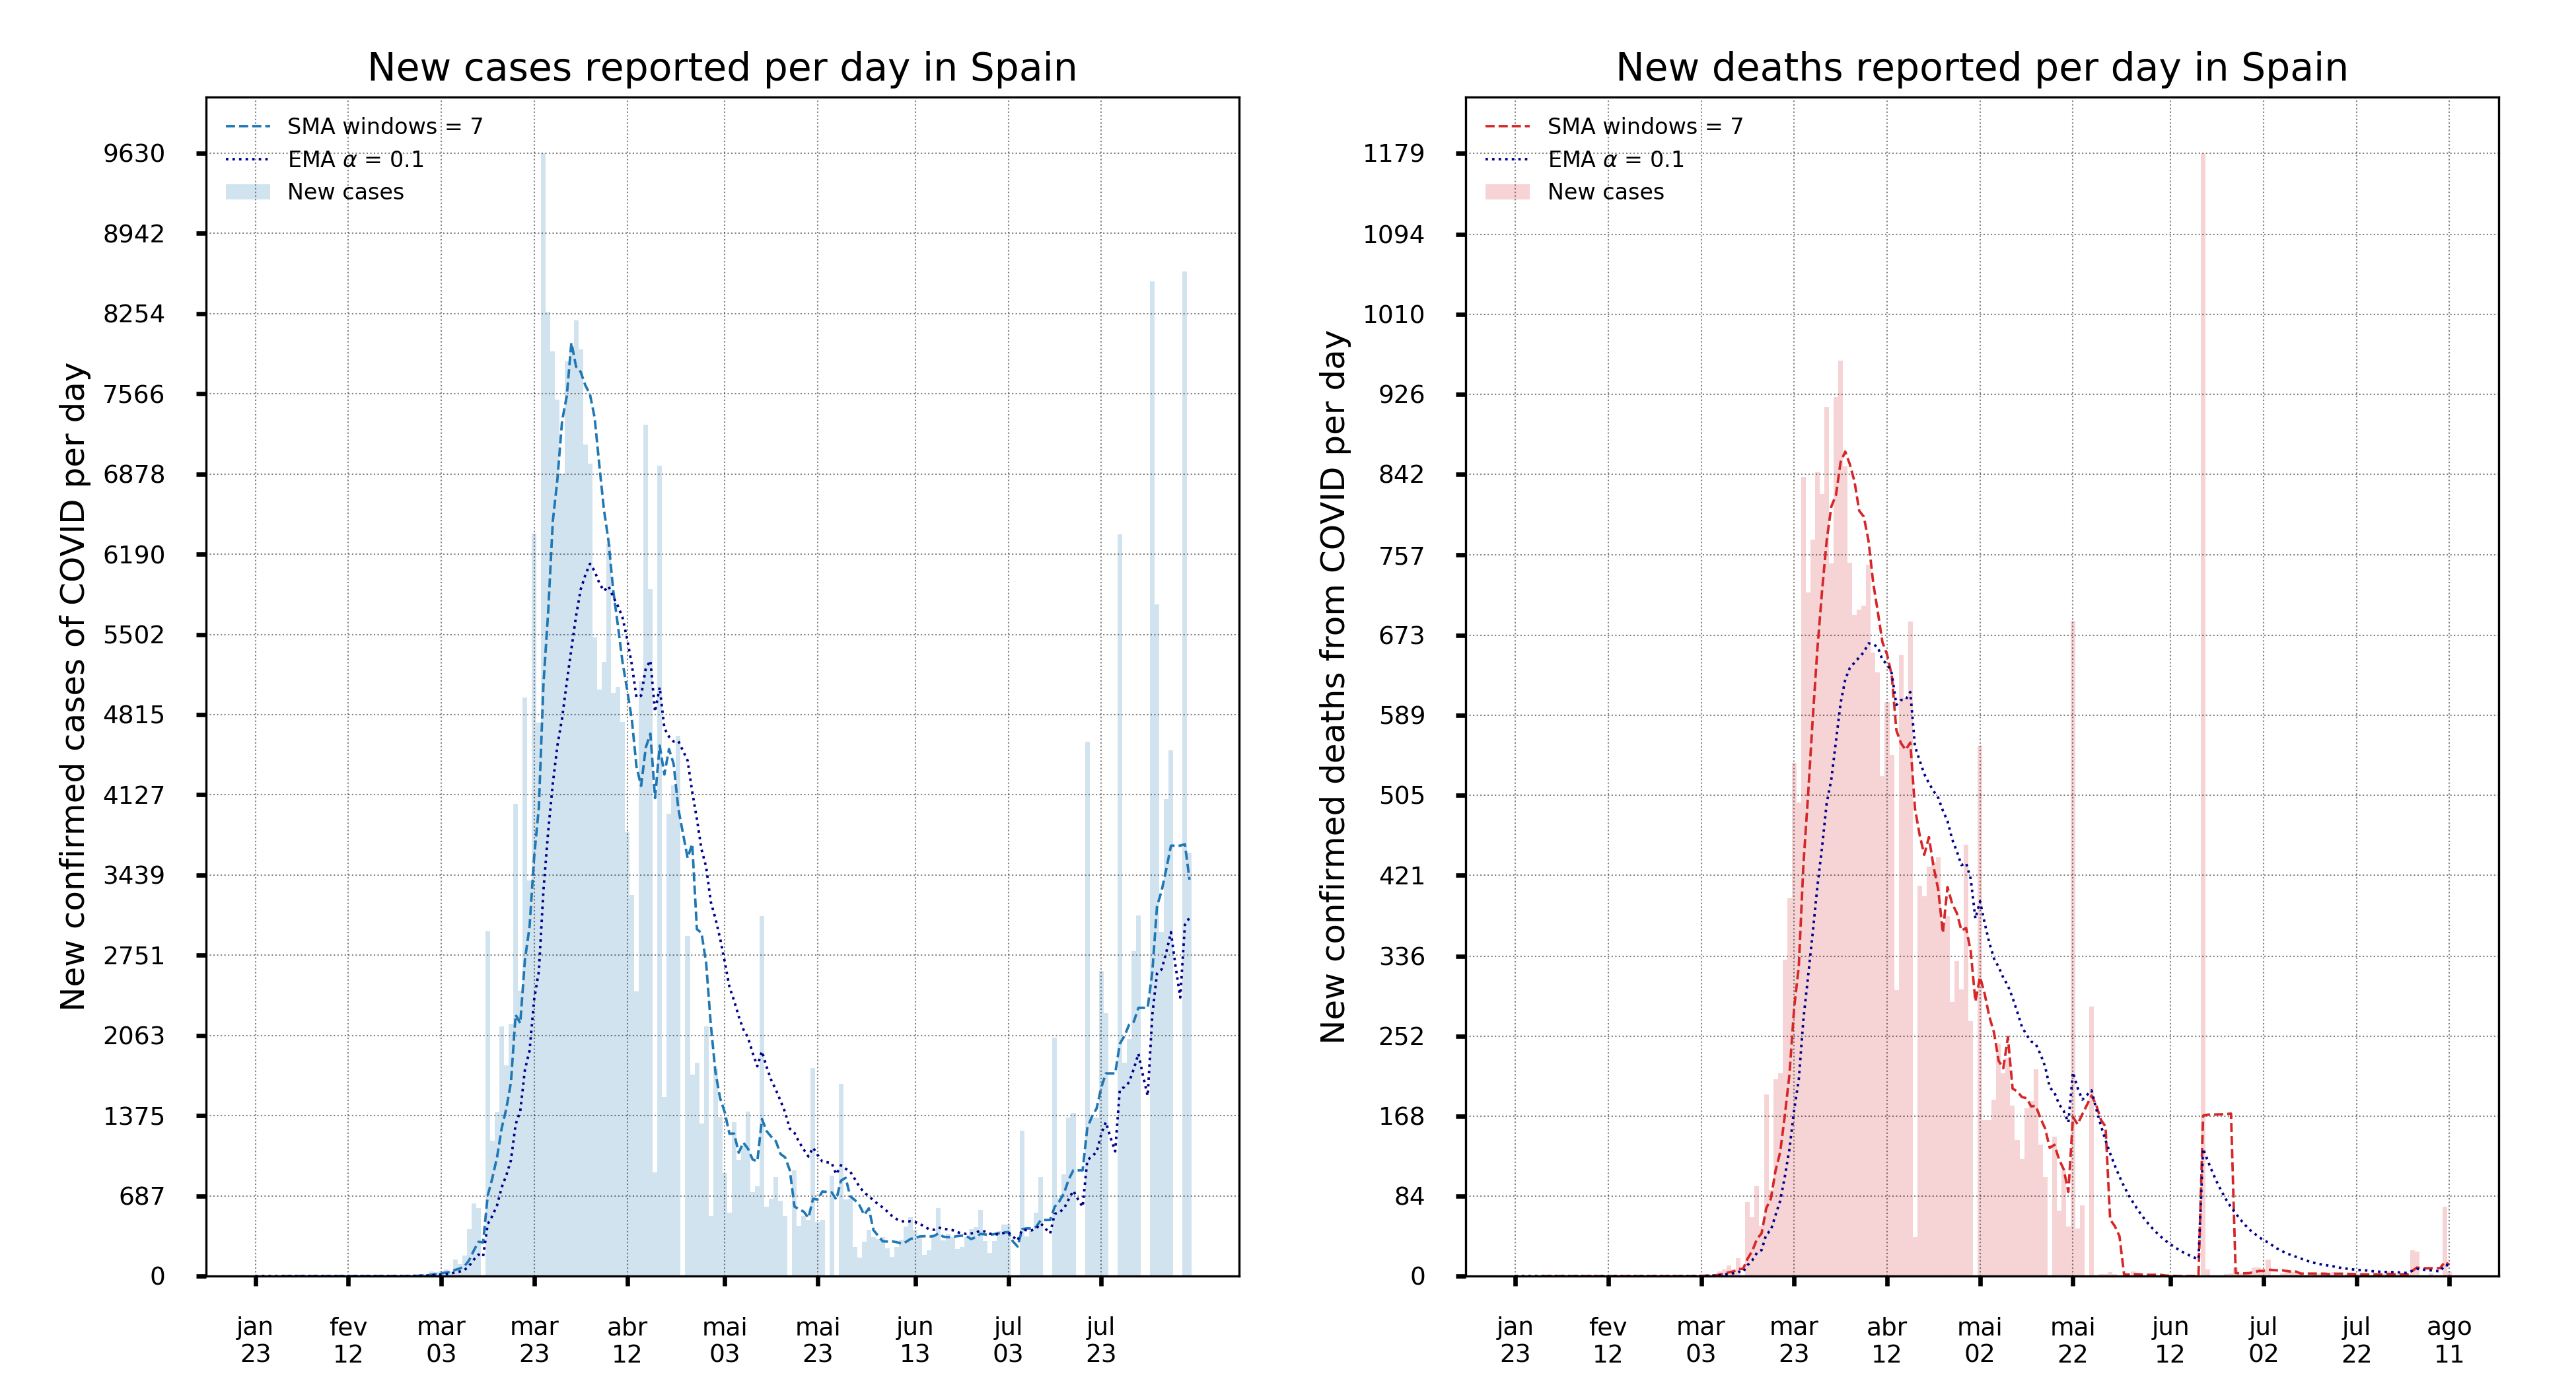 New cases reported per day in Spain
SMA windows = 7
EMA α = 0.1
New cases
New confirmed cases of COVID per day
9630
8942
8254
7566
6878
6190
5502
4815
4127
3439
2751
2063
1375
687
0
jan 23
fev 12
mar 03
mar 23
abr 12
mai 03
mai 23
jun 13
jul 03
jul 23
New deaths reported per day in Spain
SMA windows = 7
EMA α = 0.1
New cases
New confirmed deaths from COVID per day
1179
1094
1010
926
842
757
673
589
505
421
336
252
168
84
0
jan 23
fev 12
mar 03
mar 23
abr 12
mai 02
mai 22
jun 12
jul 02
jul 22
ago 11